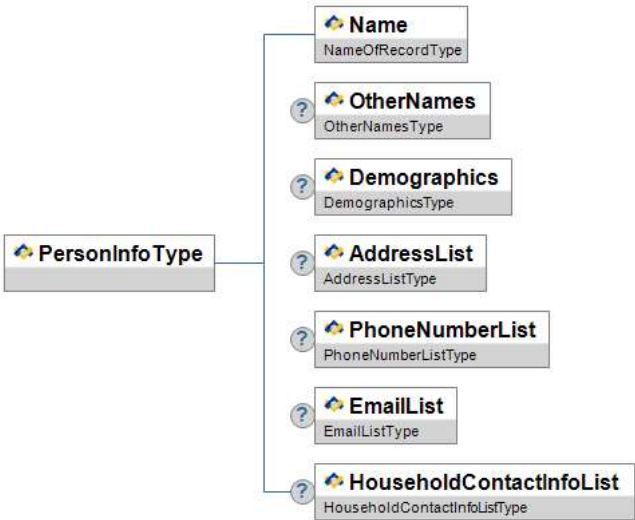 Name
NameOfRecordType
?
OtherNames
OtherNamesType
?
Demographics
DemographicsType
PersonInfoType
?
AddressList
AddressListType
?
PhoneNumberList
PhoneNumberListType
?
EmailList
EmailListType
?
HouseholdContactInfoList
HouseholdContactInfoListType